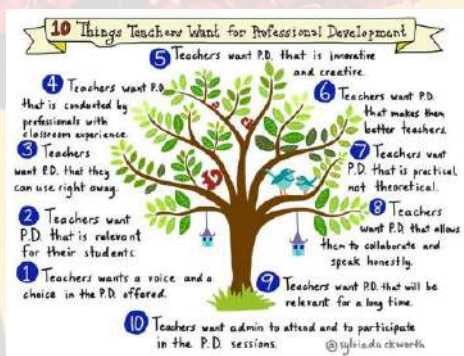 10 Things Teachers Want for Professional Development
5 Teachers want P.D. that is innovative
and creative.
4 Teachers want P.D.
that is conducted by
professionals with
classroom experience.
6 Teachers want P.D.
that makes them
better teachers.
3 Teachers
want P.D. that they
can use right away.
7 Teachers want
P.D. that is practical
not theoretical.
2 Teachers want
P.D. that is relevant
for their students.
8 Teachers
want P.D. that allows
them to collaborate and
speak honestly.
1 Teachers wants a voice and a
choice in the P.D. offered.
9 Teachers want P.D. that will be
relevant for a long time.
10 Teachers want admin to attend and to participate
in the P.D. sessions.
@sylviaduckworth